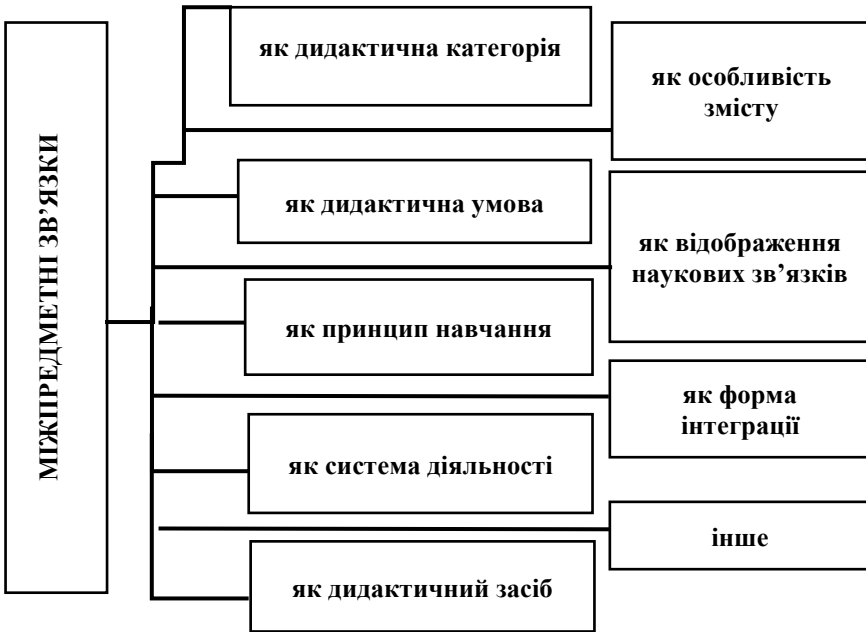 МІЖПРЕДМЕТНІ ЗВ’ЯЗКИ
як дидактична категорія
як особливість
змісту
як дидактична умова
як відображення
наукових зв’язків
як принцип навчання
як форма
інтеграції
як система діяльності
інше
як дидактичний засіб